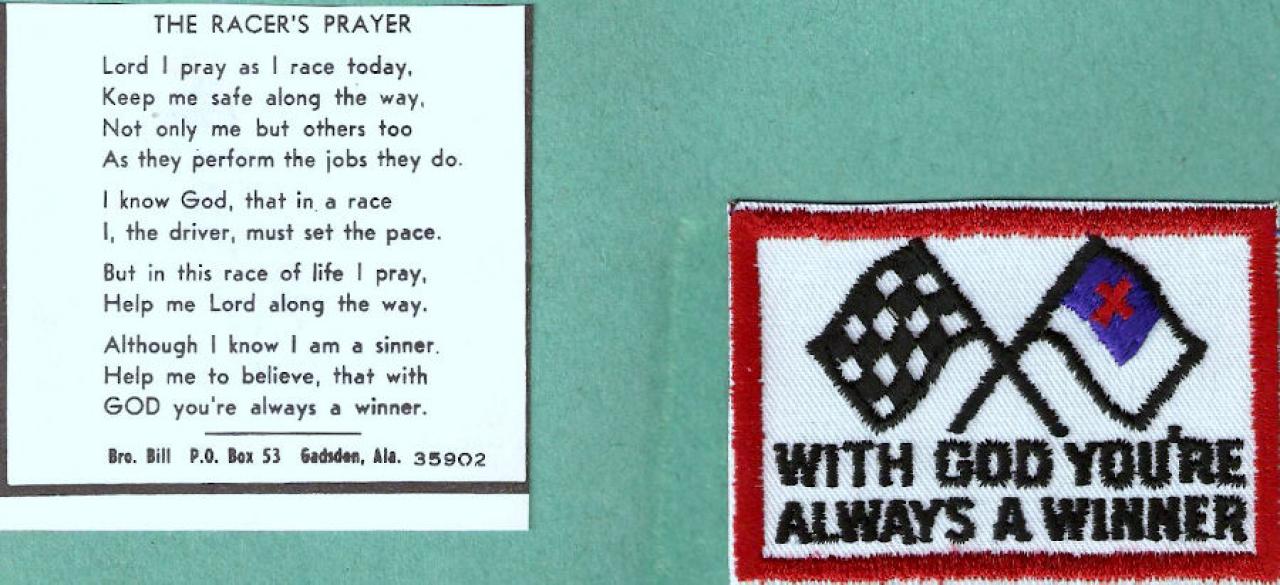 THE RACER'S PRAYER
Lord I pray as I race today,
Keep me safe along the way,
Not only me but others too
As they perform the jobs they do.
I know God, that in a race
I, the driver, must set the pace.
But in this race of life I pray,
Help me Lord along the way.
Although I know I am a sinner.
Help me to believe, that with
GOD you're always a winner.
Bro. Bill P.O. Box 53 Gadsden, Ala. 35902
WITH GOD YOU'RE
ALWAYS A WINNER